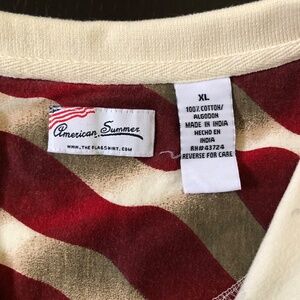 American Summer
WWW.THEFLAGSHIRT.COM
XL
100% COTTON/
ALGODON
MADE IN INDIA
HECHO EN
INDIA
RN#43724
REVERSE FOR CARE